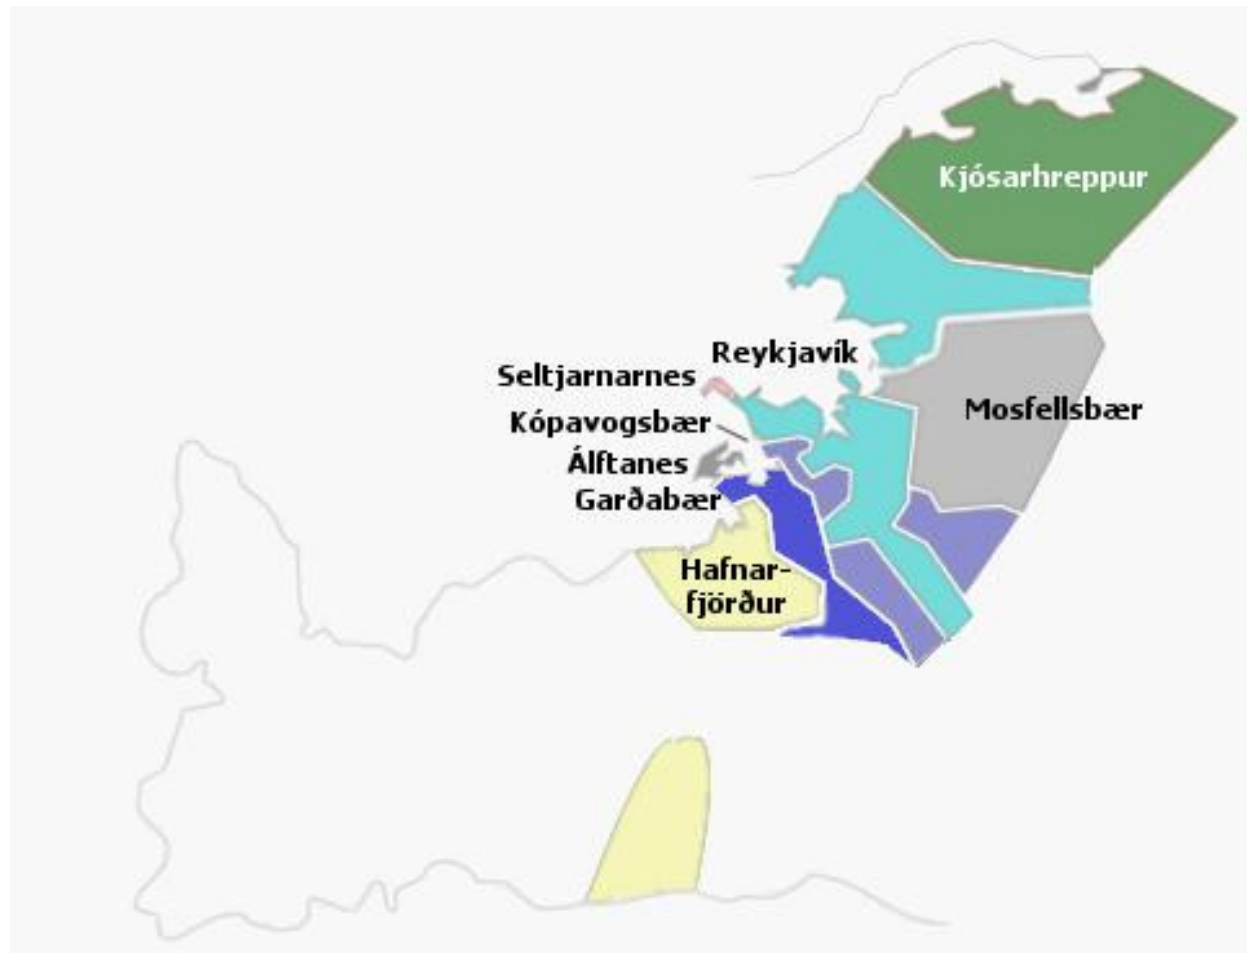 Kjósarhreppur
Reykjavík
Seltjarnarnes
Mosfellsbær
Kópavogsbær
Álftanes
Garðabær
Hafnar-
fjörður